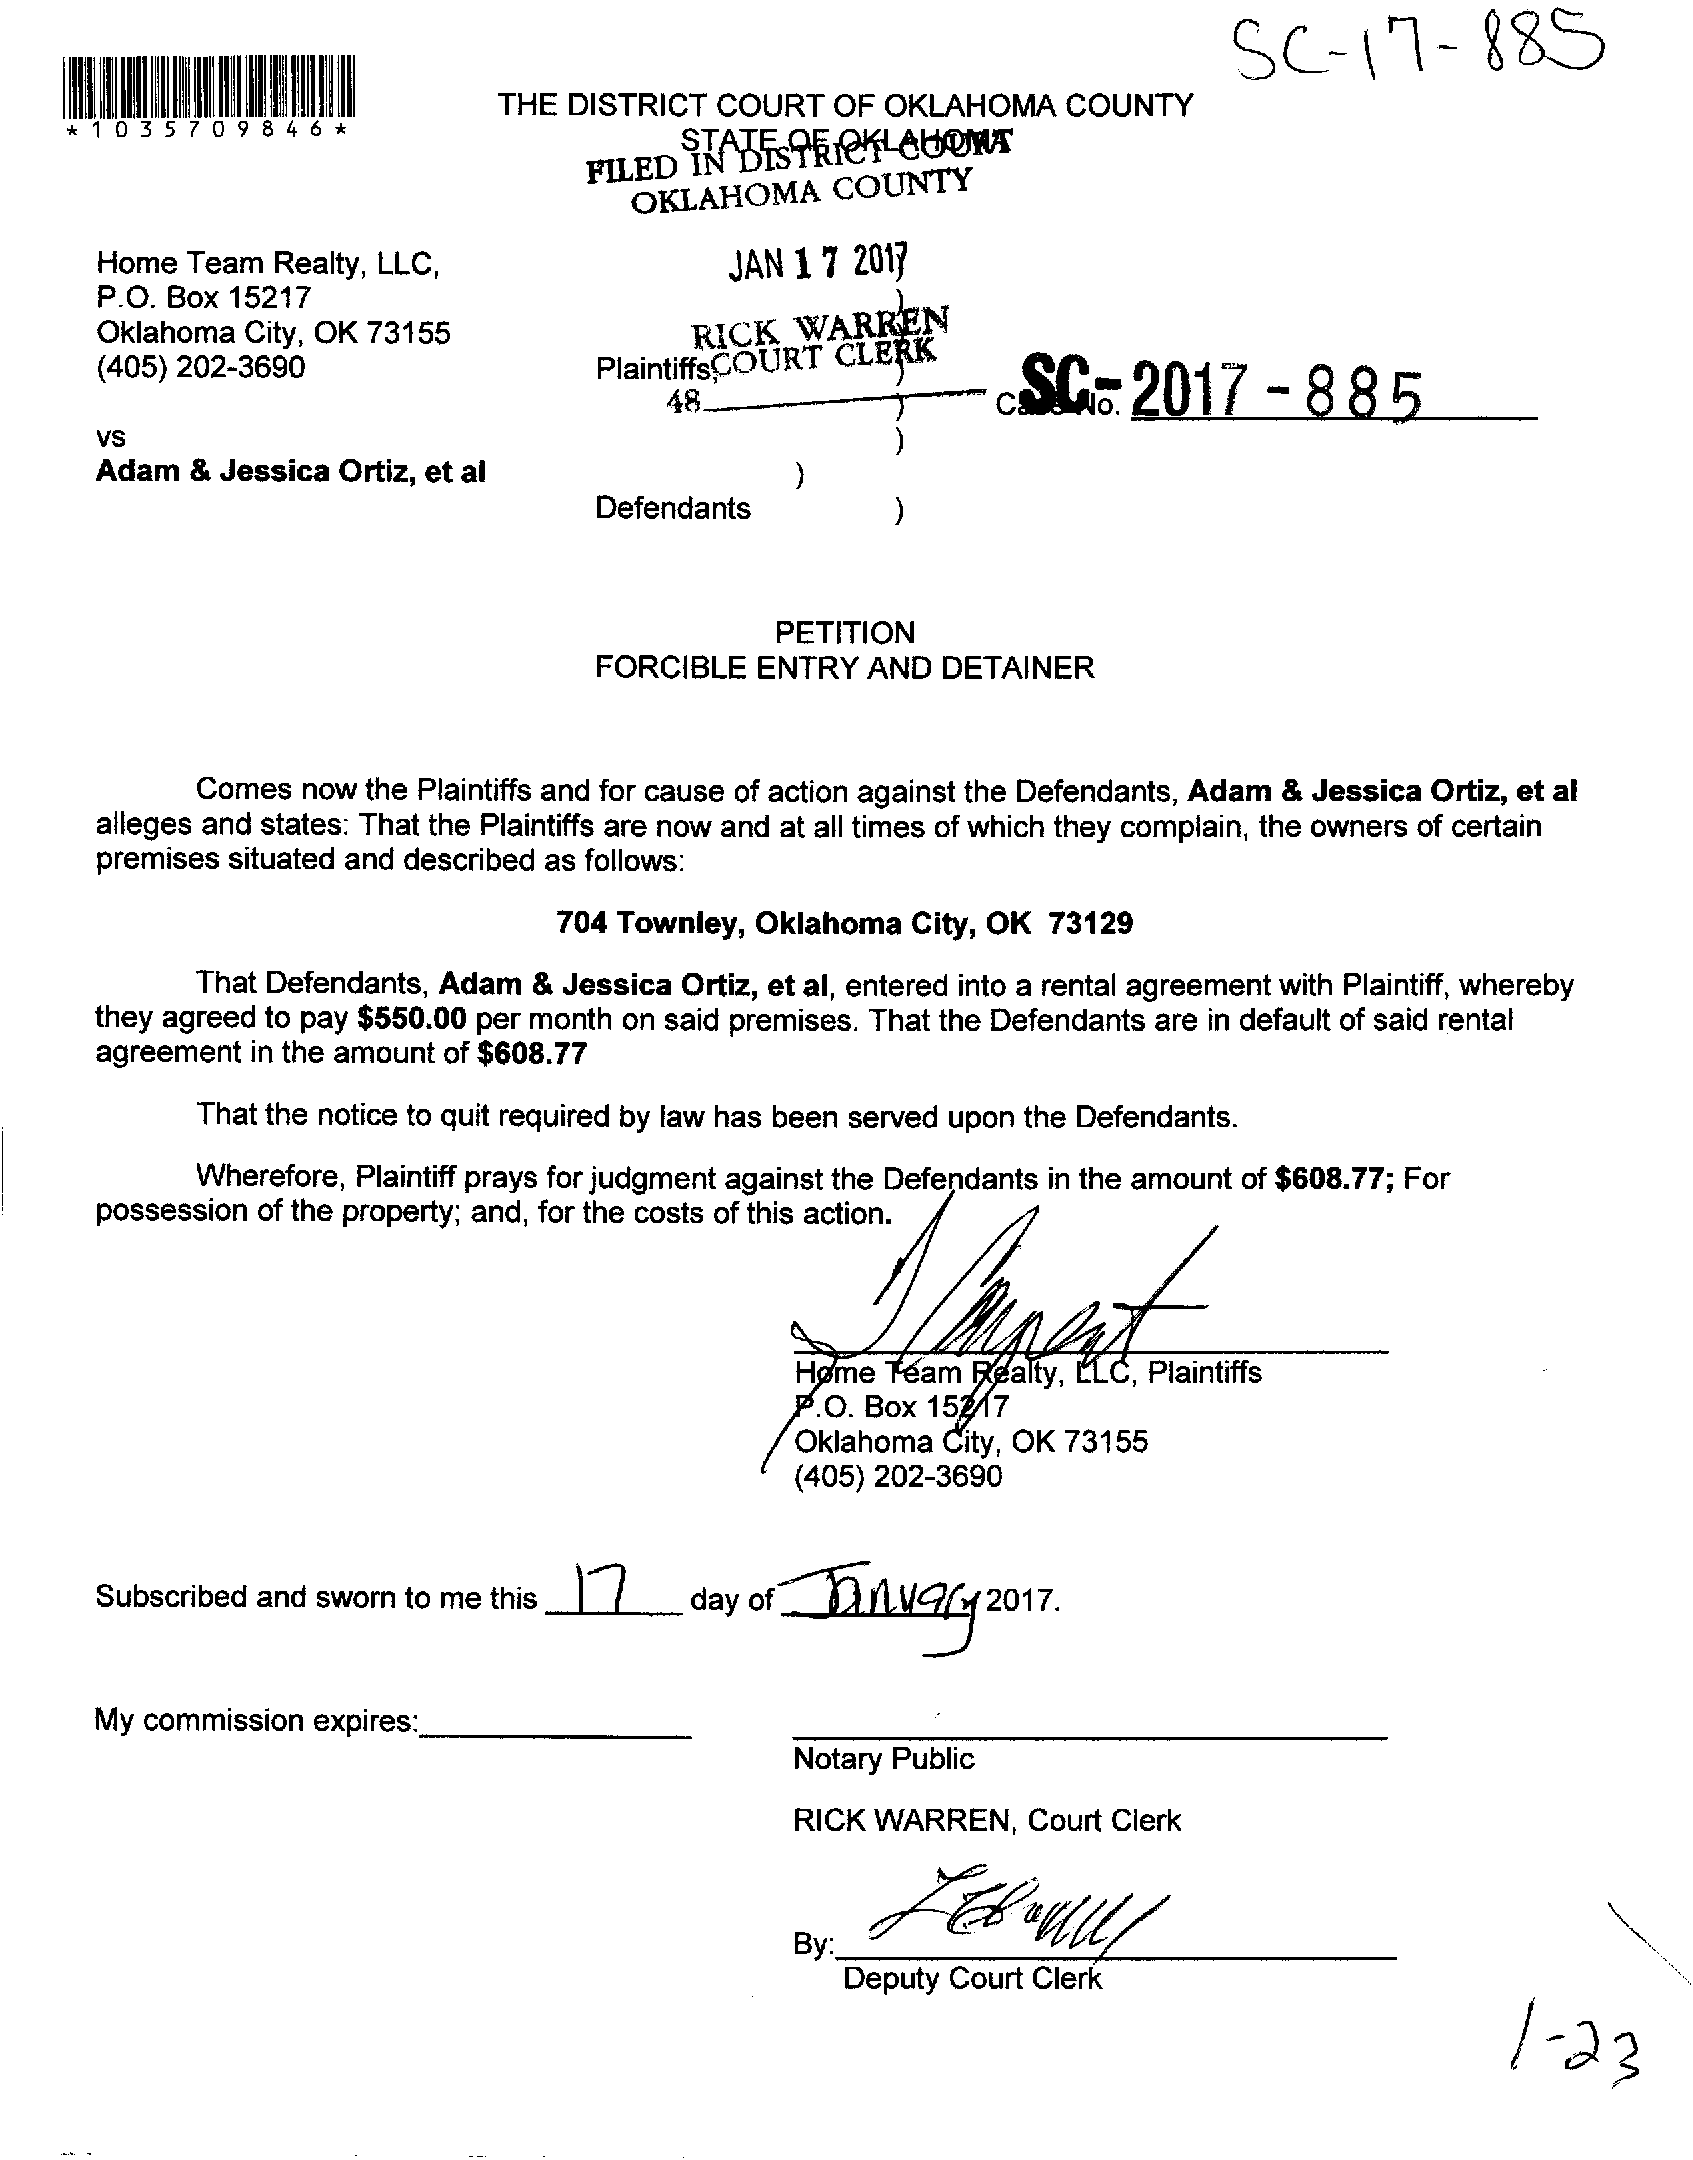 SC-17-885
*1035709846*
THE DISTRICT COURT OF OKLAHOMA COUNTY
STATE OF OKLAHOMA
FILED IN DISTRICT COURT
OKLAHOMA COUNTY
Home Team Realty, LLC,
JAN 17 2017 )
P.O. Box 15217 )
Oklahoma City, OK 73155
RICK WARREN )
(405) 202-3690
Plaintiffs, COURT CLERK )
48 ) Case No. SC-2017-885
vs )
Adam & Jessica Ortiz, et al )
Defendants )
PETITION
FORCIBLE ENTRY AND DETAINER
Comes now the Plaintiffs and for cause of action against the Defendants, Adam & Jessica Ortiz, et al
alleges and states: That the Plaintiffs are now and at all times of which they complain, the owners of certain
premises situated and described as follows:
704 Townley, Oklahoma City, OK 73129
That Defendants, Adam & Jessica Ortiz, et al, entered into a rental agreement with Plaintiff, whereby
they agreed to pay $550.00 per month on said premises. That the Defendants are in default of said rental
agreement in the amount of $608.77
That the notice to quit required by law has been served upon the Defendants.
Wherefore, Plaintiff prays for judgment against the Defendants in the amount of $608.77; For
possession of the property; and, for the costs of this action.
Home Team Realty, LLC, Plaintiffs
P.O. Box 15217
Oklahoma City, OK 73155
(405) 202-3690
Subscribed and sworn to me this 17 day of January 2017.
My commission expires:
Notary Public
RICK WARREN, Court Clerk
By:
Deputy Court Clerk
1-23